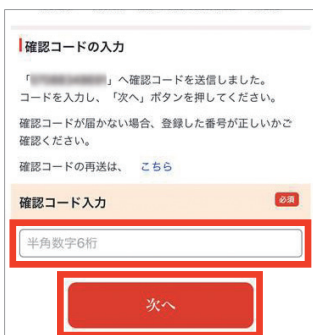 確認コードの入力
「」へ確認コードを送信しました。
コードを入力し、「次へ」ボタンを押してください。
確認コードが届かない場合、登録した番号が正しいかご
確認ください。
確認コードの再送は、 こちら
確認コード入力 必須
半角数字6桁
次へ